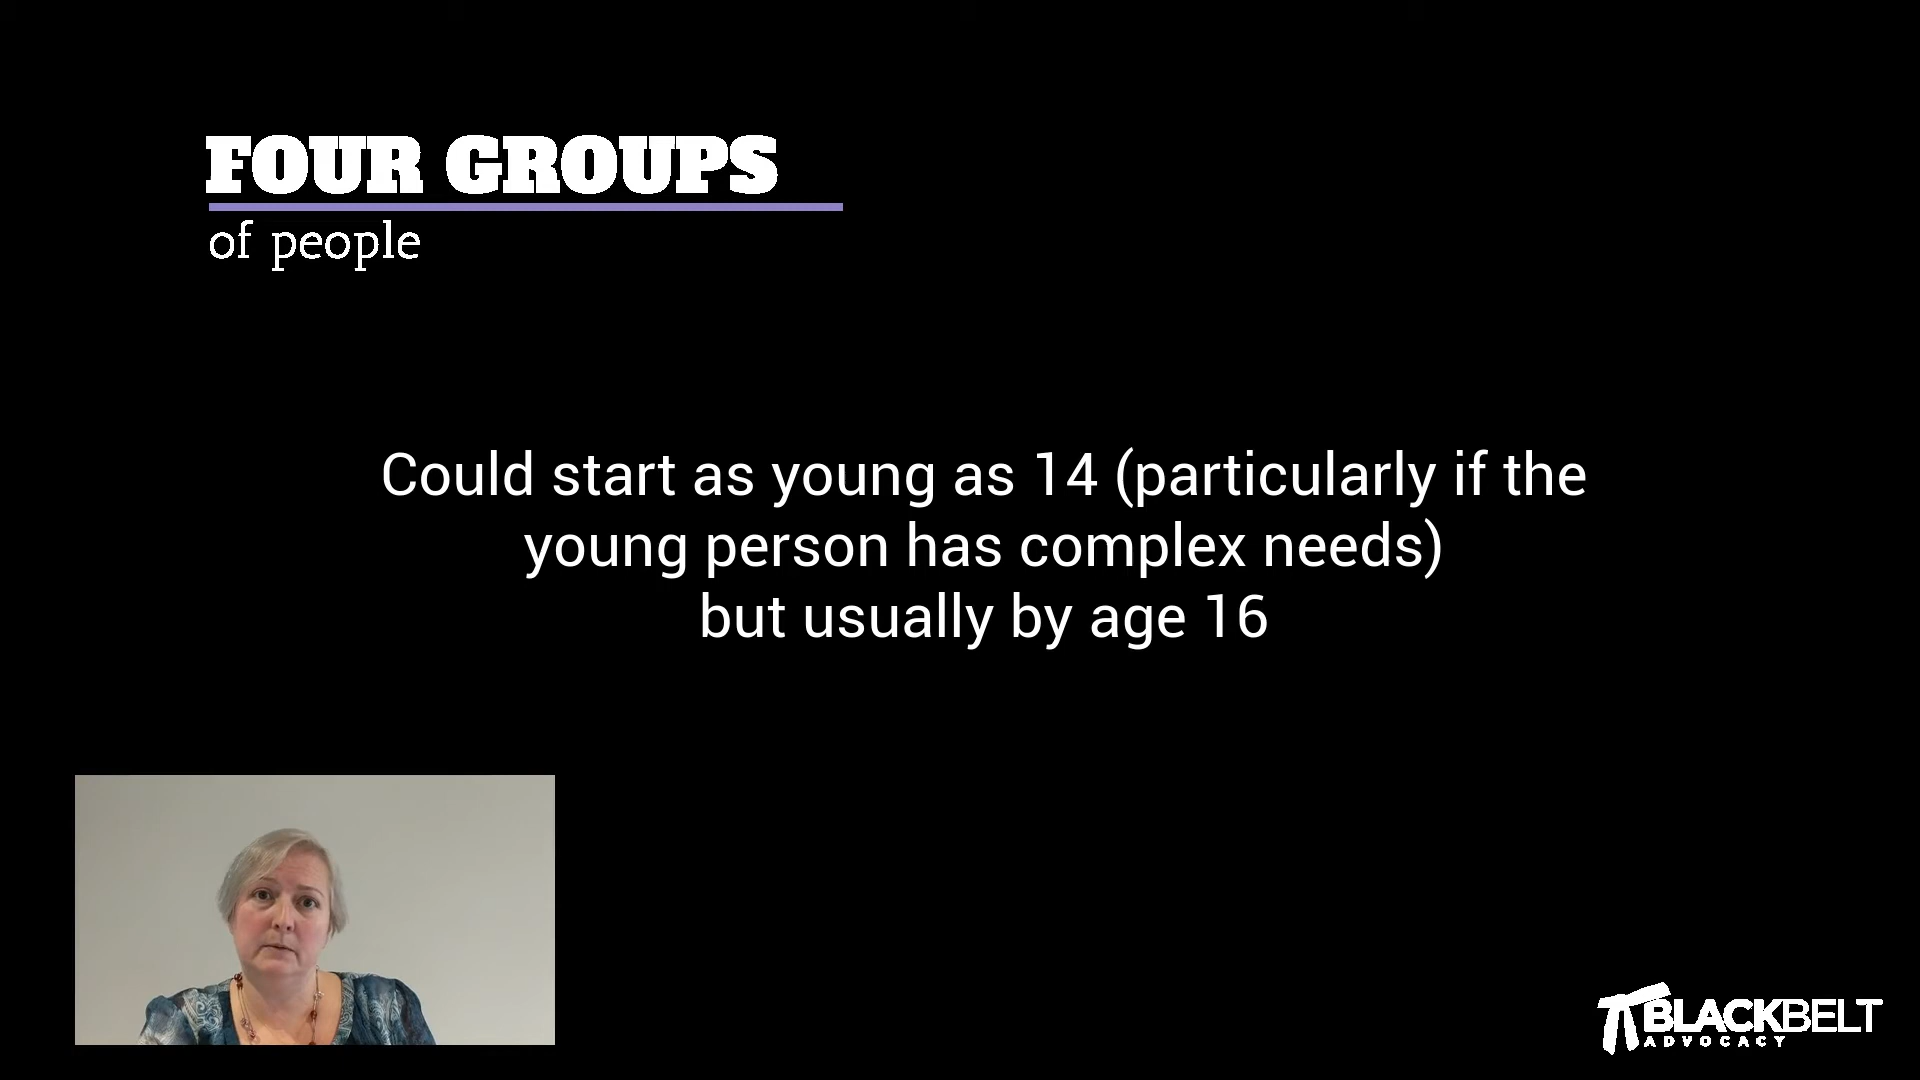 FOUR GROUPS
of people
Could start as young as 14 (particularly if the
young person has complex needs)
but usually by age 16
BLACKBELT
ADVOCACY